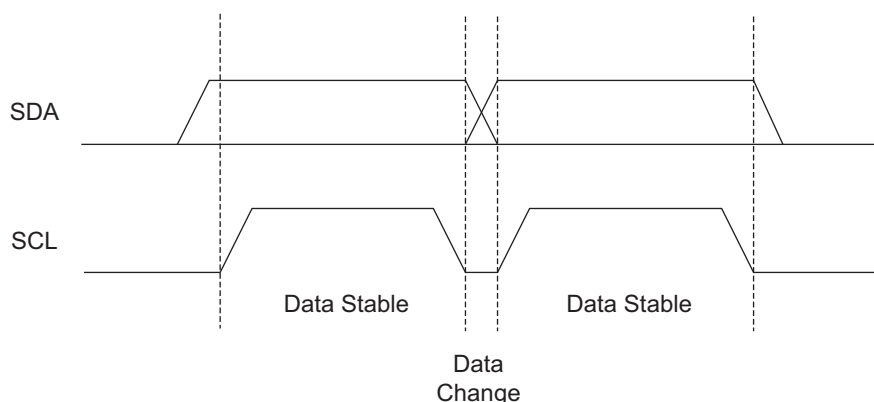 SDA
SCL
Data Stable
Data Stable
Data
Change